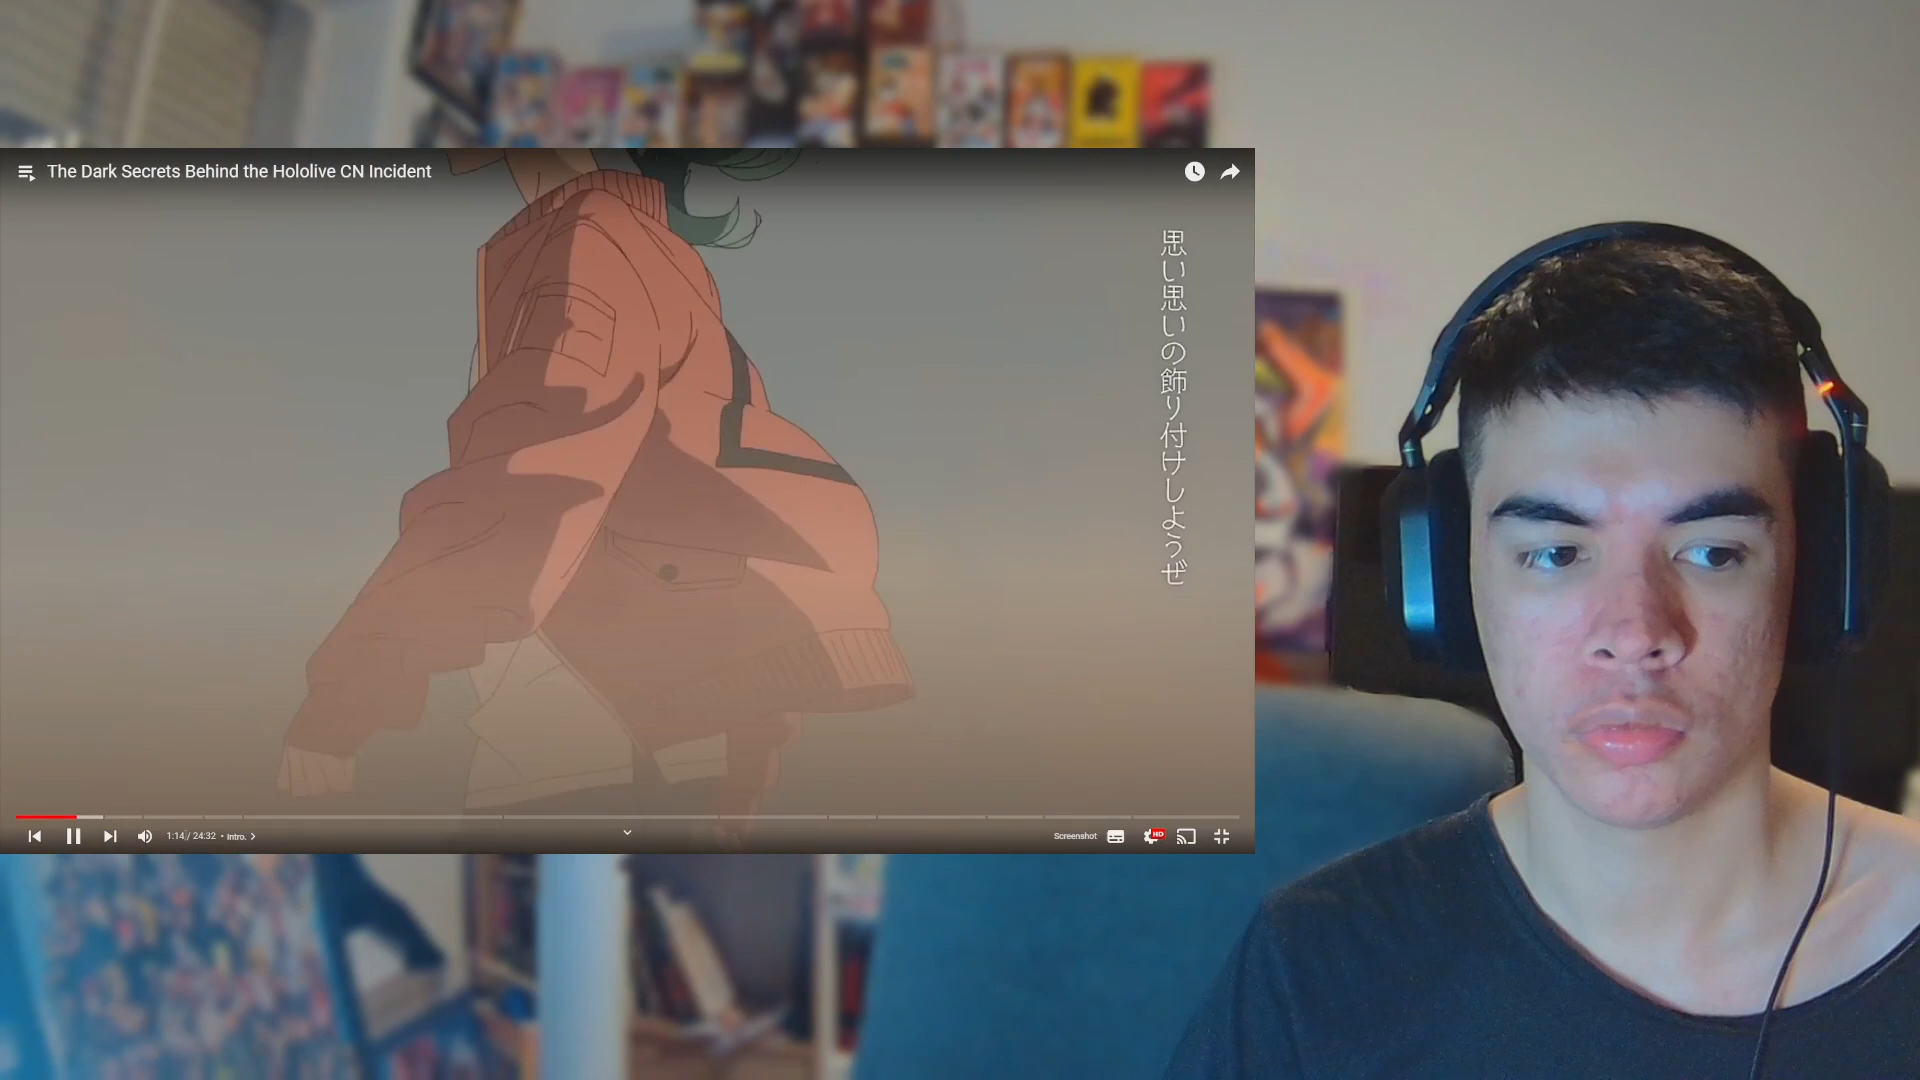 The Dark Secrets Behind the Hololive CN Incident
思い思いの飾り付けしようぜ
1:14 / 24:32 • Intro.
Screenshot
HD